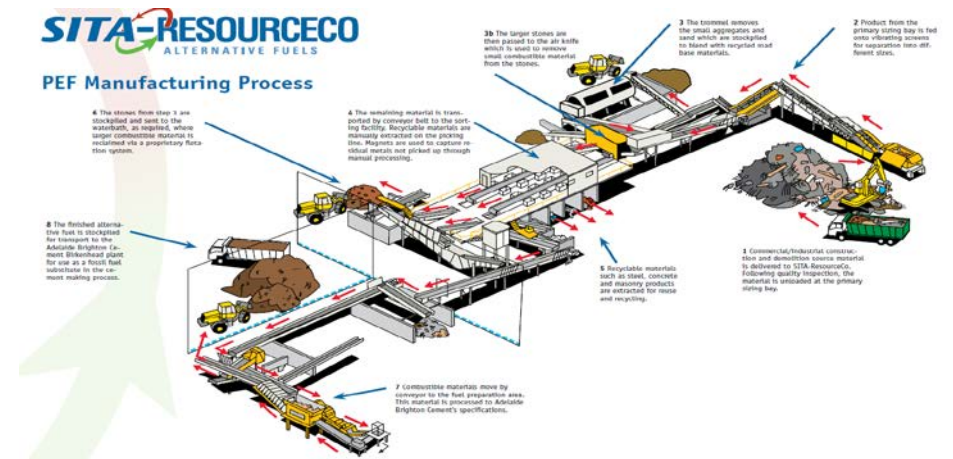 SITA-RESOURCECO
ALTERNATIVE FUELS
PEF Manufacturing Process
3b The larger stones are
then passed to the air knife
which is used to remove
small combustible material
from the stones.
3 The trommel removes
the small aggregates and
sand which are stockpiled
to blend with recycled road
base materials.
2 Product from the
primary sizing bay is fed
onto vibrating screens
for separation into dif-
ferent sizes.
6 The stones from step 3 are
stockpiled and sent to the
waterbath, as required, where
larger combustible material is
reclaimed via a proprietary flota-
tion system.
4 The remaining material is trans-
ported by conveyor belt to the sort-
ing facility. Recyclable materials are
manually extracted on the picking
line. Magnets are used to capture re-
sidual metals not picked up through
manual processing.
8 The finished alterna-
tive fuel is stockpiled
for transport to the
Adelaide Brighton Ce-
ment Birkenhead plant
for use as a fossil fuel
substitute in the ce-
ment making process.
5 Recyclable materials
such as steel, concrete
and masonry products
are extracted for reuse
and recycling.
1 Commercial/industrial construc-
tion and demolition source material
is delivered to SITA-ResourceCo.
Following quality inspection, the
material is unloaded at the primary
sizing bay.
7 Combustible materials move by
conveyor to the fuel preparation area.
This material is processed to Adelaide
Brighton Cement's specifications.